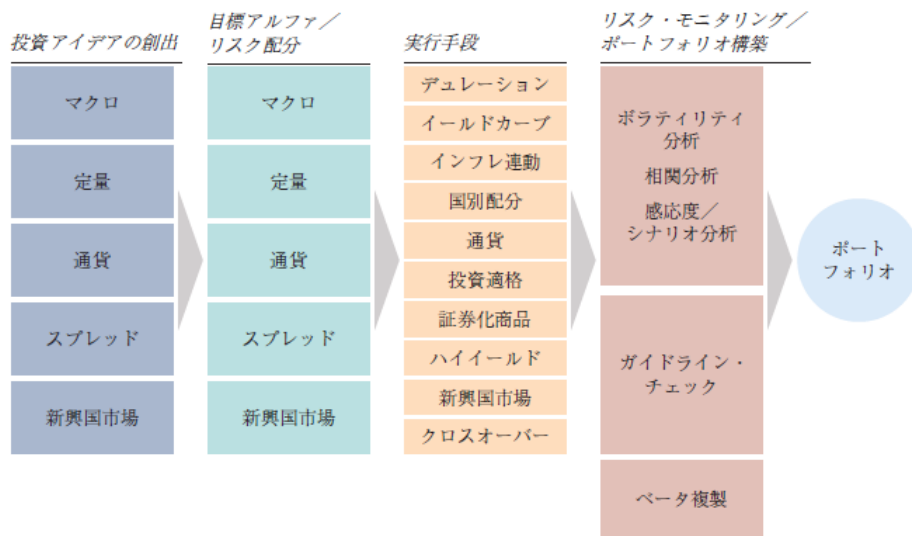 投資アイデアの創出
マクロ
定量
通貨
スプレッド
新興国市場
目標アルファ／
リスク配分
マクロ
定量
通貨
スプレッド
新興国市場
実行手段
デュレーション
イールドカーブ
インフレ連動
国別配分
通貨
投資適格
証券化商品
ハイイールド
新興国市場
クロスオーバー
リスク・モニタリング／
ポートフォリオ構築
ボラティリティ
分析
相関分析
感応度／
シナリオ分析
ガイドライン・
チェック
ベータ複製
ポート
フォリオ